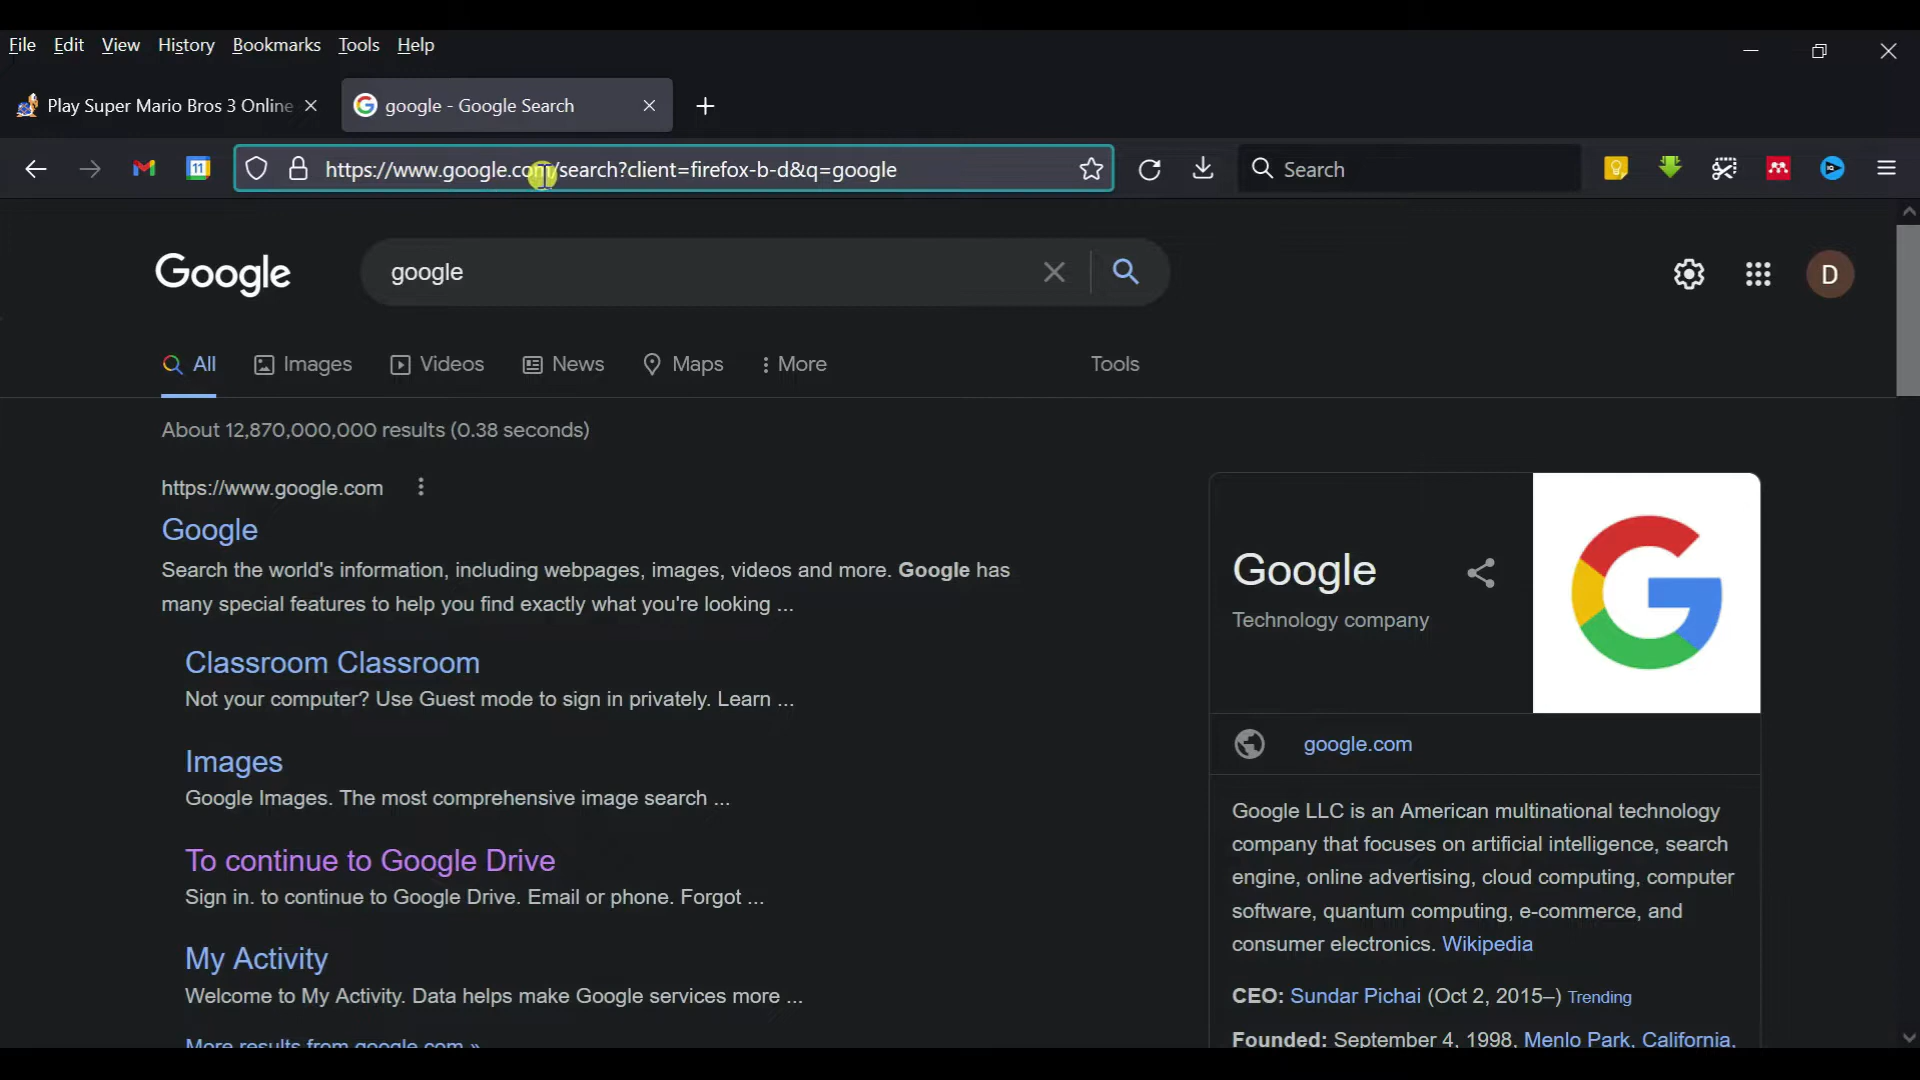 File Edit View History Bookmarks Tools Help
Play Super Mario Bros 3 Online
google - Google Search
11
https://www.google.com/search?client=firefox-b-d&q=google
Search
Google
google
D
All Images Videos News Maps More Tools
About 12,870,000,000 results (0.38 seconds)
https://www.google.com
Google
Search the world's information, including webpages, images, videos and more. Google has
many special features to help you find exactly what you're looking ...
Classroom Classroom
Not your computer? Use Guest mode to sign in privately. Learn ...
Images
Google Images. The most comprehensive image search ...
To continue to Google Drive
Sign in. to continue to Google Drive. Email or phone. Forgot ...
My Activity
Welcome to My Activity. Data helps make Google services more ...
More results from google.com »
Google
Technology company
G
google.com
Google LLC is an American multinational technology
company that focuses on artificial intelligence, search
engine, online advertising, cloud computing, computer
software, quantum computing, e-commerce, and
consumer electronics. Wikipedia
CEO: Sundar Pichai (Oct 2, 2015–) Trending
Founded: September 4, 1998, Menlo Park, California,